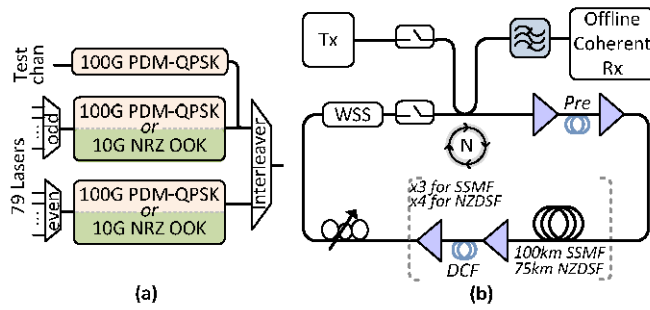 Test
chan
100G PDM-QPSK
79 Lasers
odd
100G PDM-QPSK
or
10G NRZ OOK
even
100G PDM-QPSK
or
10G NRZ OOK
Interleaver
(a)
Tx
Offline
Coherent
Rx
WSS
N
Pre
x3 for SSMF
x4 for NZDSF
DCF
100km SSMF
75km NZDSF
(b)